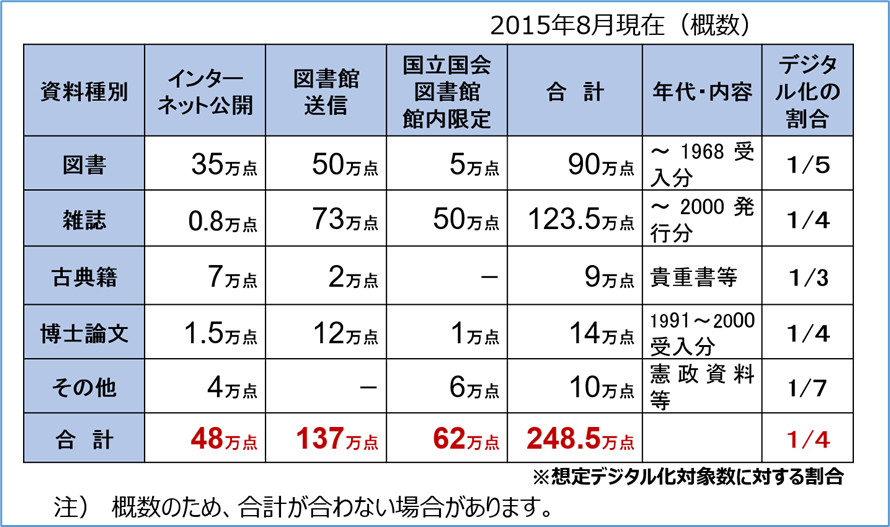 2015年8月現在（概数）
資料種別 インターネット公開 図書館送信 国立国会図書館館内限定 合 計 年代・内容 デジタル化の割合
図書 35万点 50万点 5万点 90万点 ～ 1968 受入分 1/5
雑誌 0.8万点 73万点 50万点 123.5万点 ～ 2000 発行分 1/4
古典籍 7万点 2万点 － 9万点 貴重書等 1/3
博士論文 1.5万点 12万点 1万点 14万点 1991～2000受入分 1/4
その他 4万点 － 6万点 10万点 憲政資料等 1/7
合 計 48万点 137万点 62万点 248.5万点 1/4
※想定デジタル化対象数に対する割合
注） 概数のため、合計が合わない場合があります。